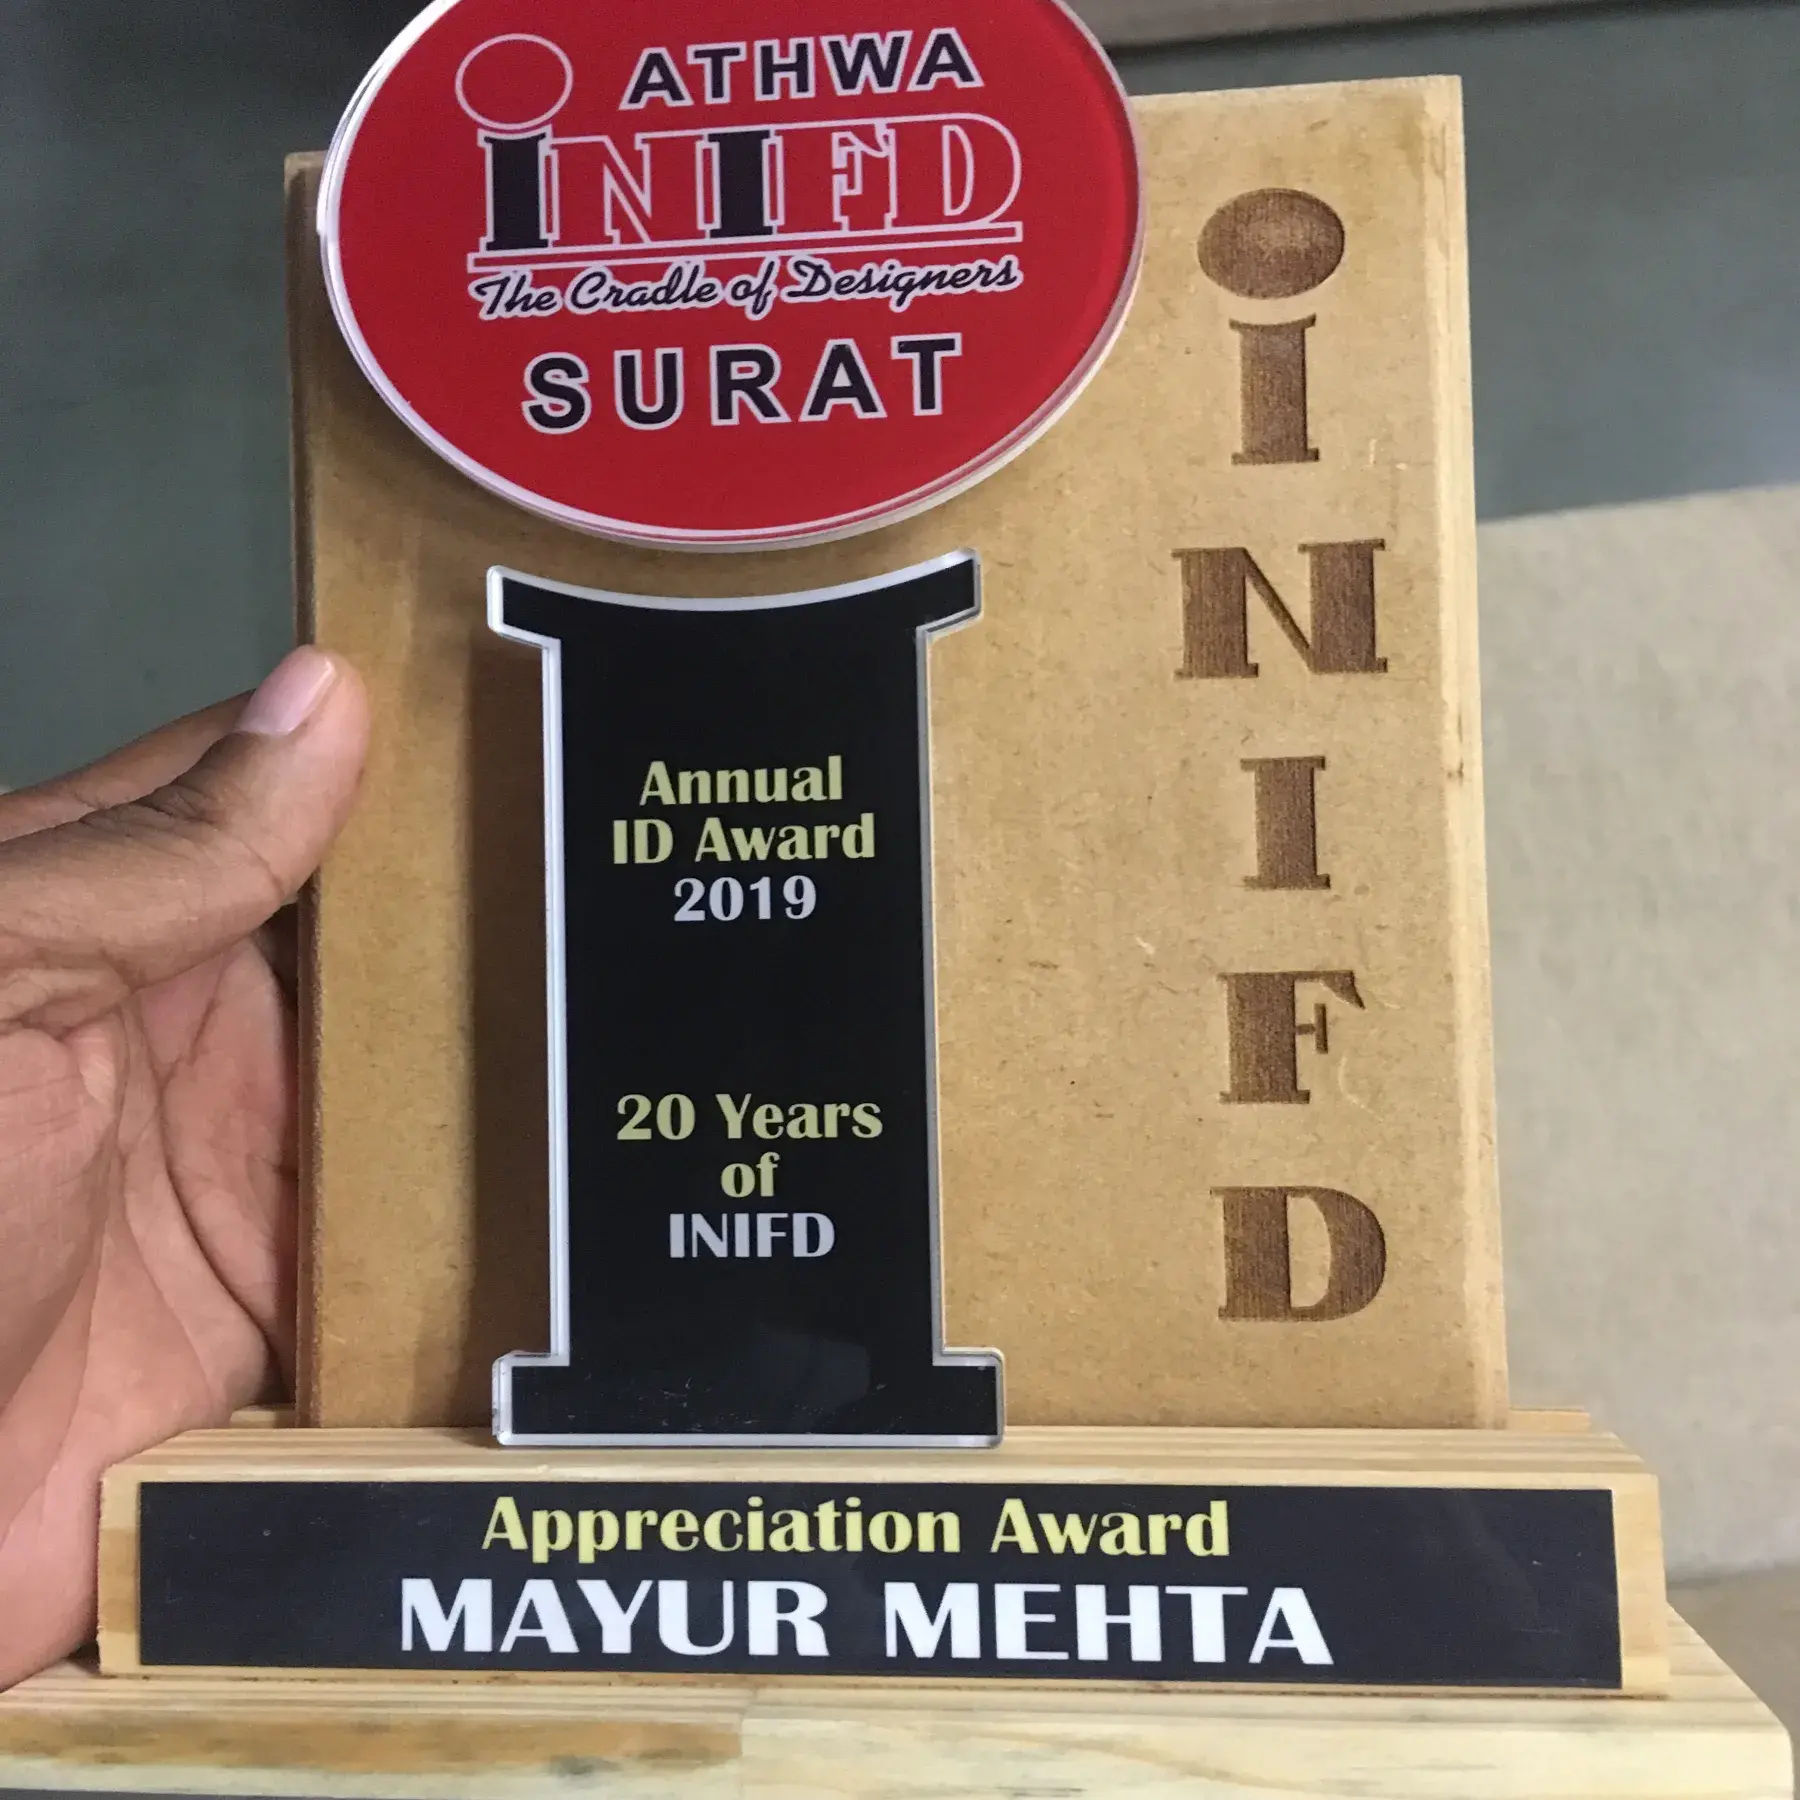 ATHWA
iNIFD
The Cradle of Designers
SURAT
iNIFD
Annual
ID Award
2019
20 Years
of
INIFD
Appreciation Award
MAYUR MEHTA